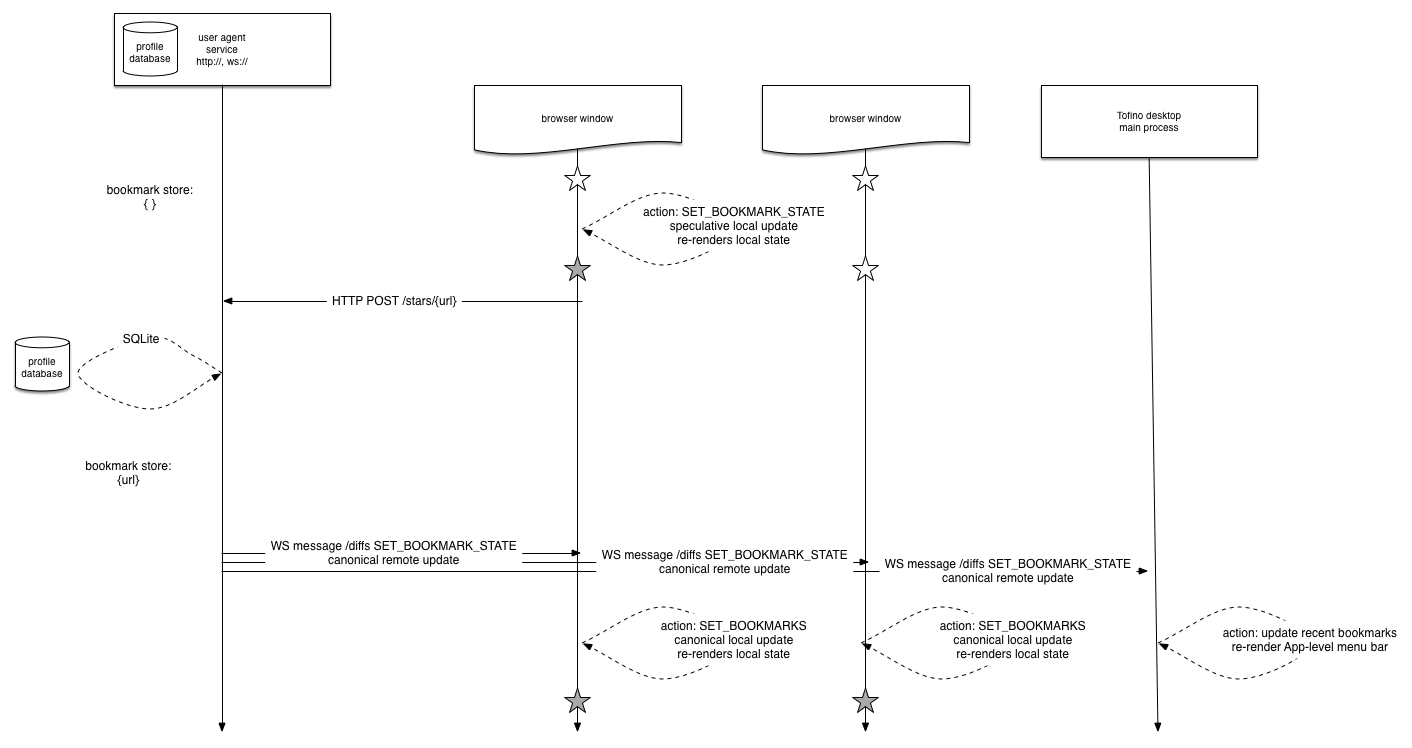 profile
database
user agent
service
http://, ws://
browser window
browser window
Tofino desktop
main process
bookmark store:
{ }
action: SET_BOOKMARK_STATE
speculative local update
re-renders local state
HTTP POST /stars/{url}
SQLite
profile
database
bookmark store:
{url}
WS message /diffs SET_BOOKMARK_STATE
canonical remote update
WS message /diffs SET_BOOKMARK_STATE
canonical remote update
WS message /diffs SET_BOOKMARK_STATE
canonical remote update
action: SET_BOOKMARKS
canonical local update
re-renders local state
action: SET_BOOKMARKS
canonical local update
re-renders local state
action: update recent bookmarks
re-render App-level menu bar